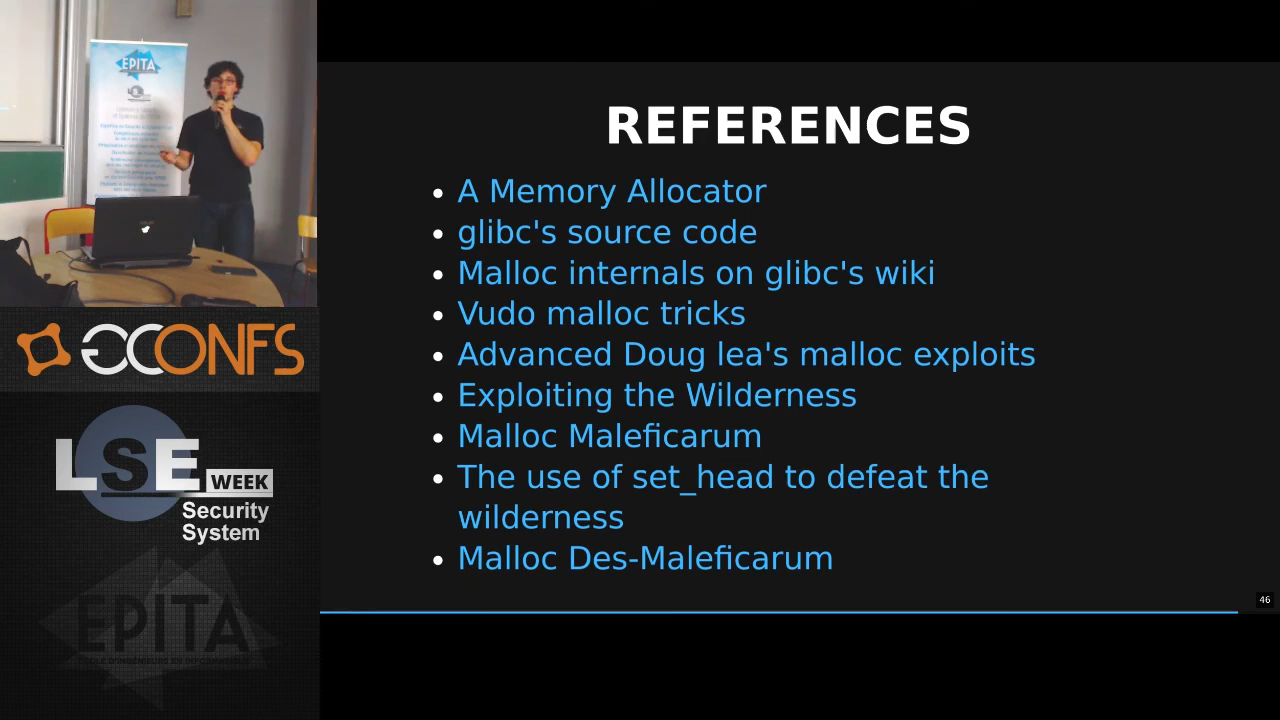 EPITA
REFERENCES
A Memory Allocator
glibc's source code
Malloc internals on glibc's wiki
Vudo malloc tricks
Advanced Doug lea's malloc exploits
Exploiting the Wilderness
Malloc Maleficarum
The use of set_head to defeat the
wilderness
Malloc Des-Maleficarum
46
GCONFS
LSE
WEEK
Security
System
EPITA